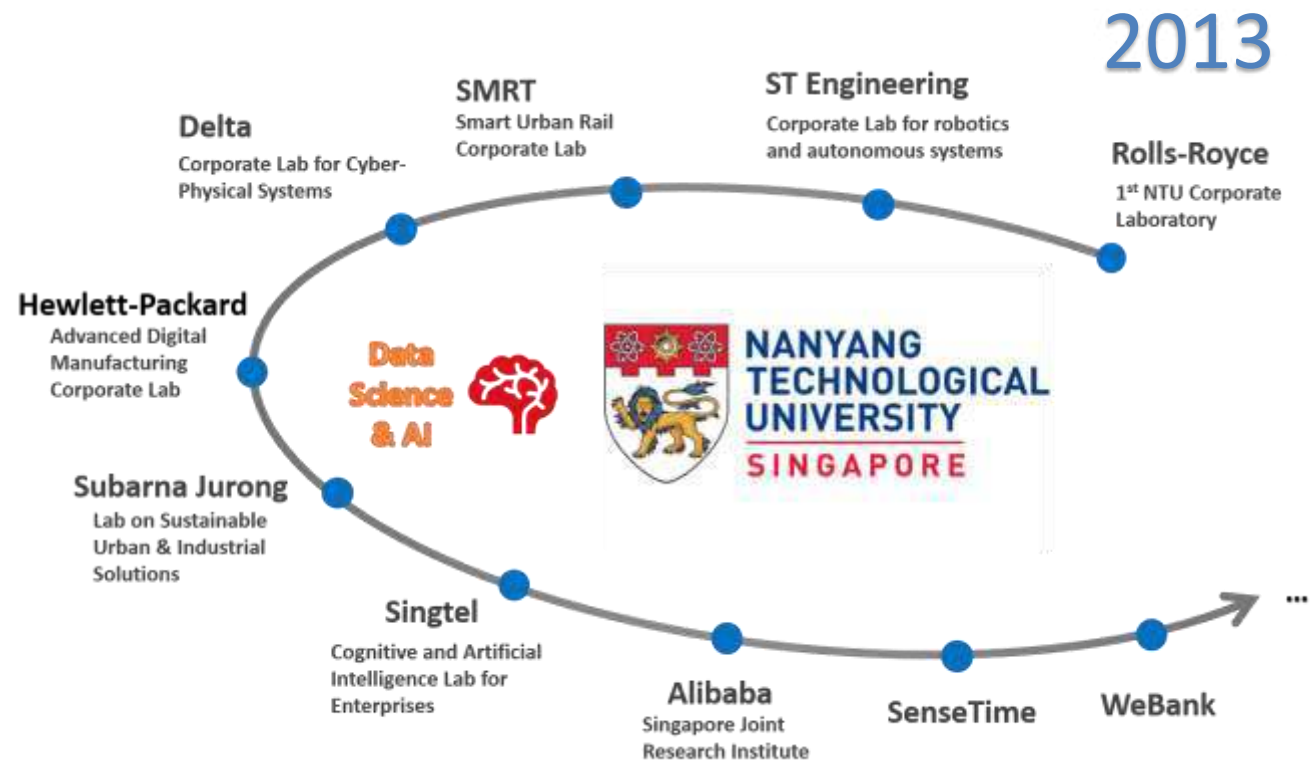 2013
Rolls-Royce
1st NTU Corporate
Laboratory
ST Engineering
Corporate Lab for robotics
and autonomous systems
SMRT
Smart Urban Rail
Corporate Lab
Delta
Corporate Lab for Cyber-
Physical Systems
Hewlett-Packard
Advanced Digital
Manufacturing
Corporate Lab
Data
Science
& AI
NANYANG
TECHNOLOGICAL
UNIVERSITY
SINGAPORE
Subarna Jurong
Lab on Sustainable
Urban & Industrial
Solutions
Singtel
Cognitive and Artificial
Intelligence Lab for
Enterprises
Alibaba
Singapore Joint
Research Institute
SenseTime
WeBank
...